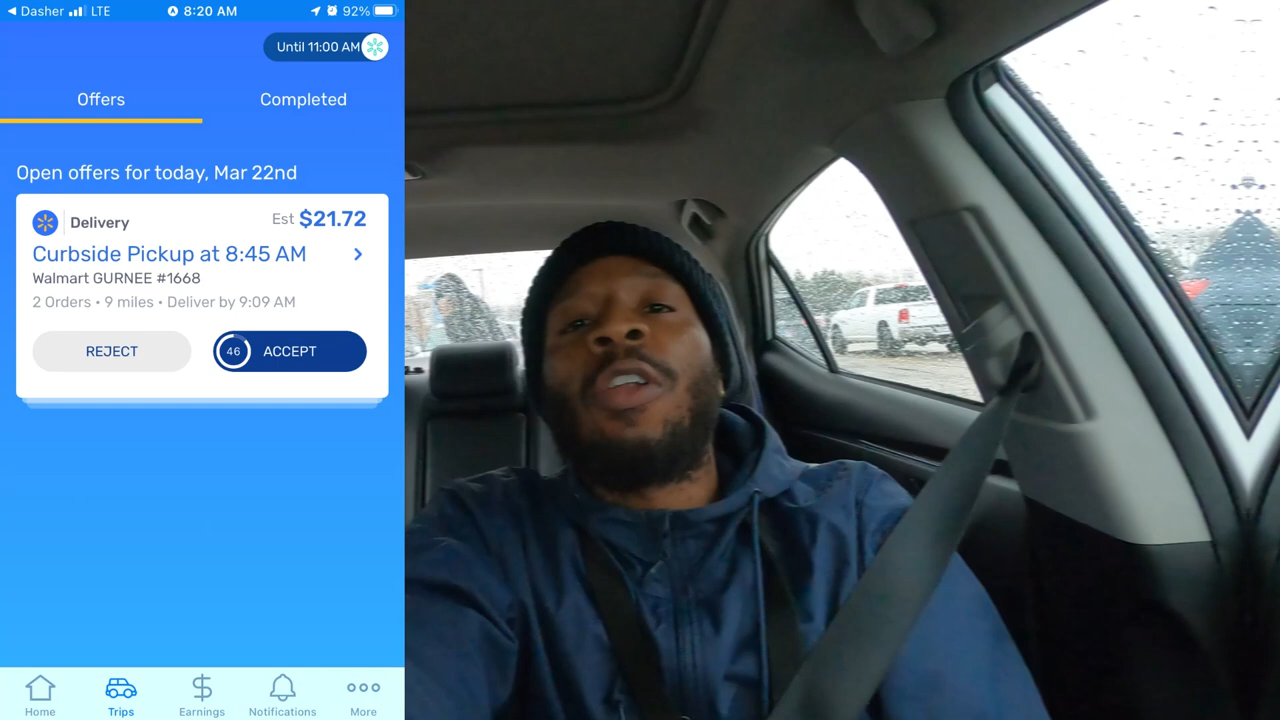 Dasher LTE 8:20 AM 92%
Until 11:00 AM
Offers Completed
Open offers for today, Mar 22nd
Delivery Est $21.72
Curbside Pickup at 8:45 AM
Walmart GURNEE #1668
2 Orders • 9 miles • Deliver by 9:09 AM
REJECT 46 ACCEPT
Home Trips Earnings Notifications More